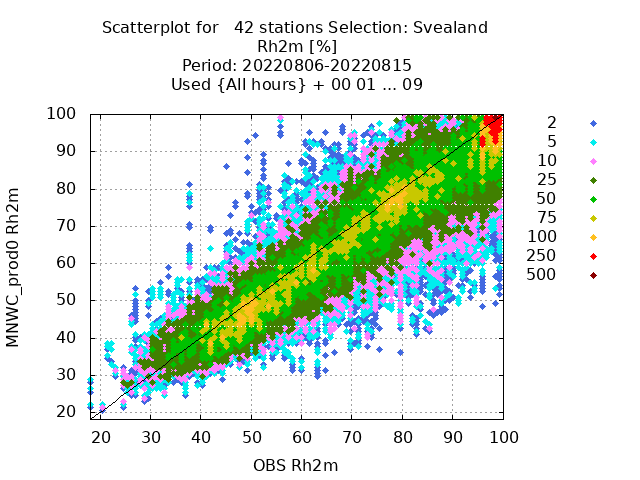 Scatterplot for   42 stations Selection: Svealand
Rh2m [%]
Period: 20220806-20220815
Used {All hours} + 00 01 ... 09
MNWC_prod0 Rh2m
100
90
80
70
60
50
40
30
20
20 30 40 50 60 70 80 90 100
OBS Rh2m
2
5
10
25
50
75
100
250
500